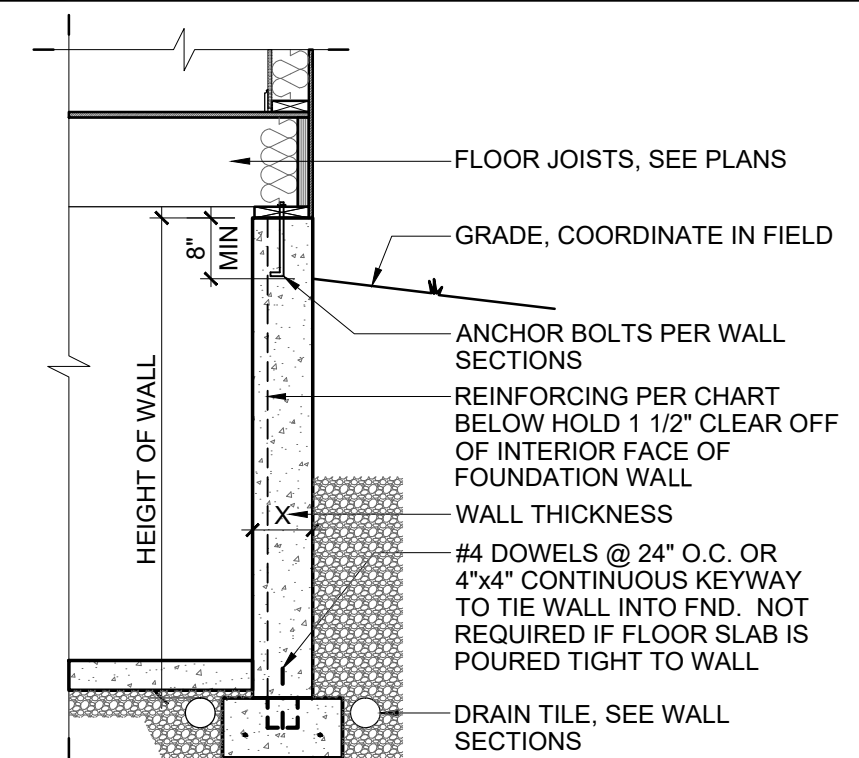 FLOOR JOISTS, SEE PLANS
GRADE, COORDINATE IN FIELD
8"
MIN
ANCHOR BOLTS PER WALL
SECTIONS
REINFORCING PER CHART
BELOW HOLD 1 1/2" CLEAR OFF
OF INTERIOR FACE OF
FOUNDATION WALL
HEIGHT OF WALL
X
WALL THICKNESS
#4 DOWELS @ 24" O.C. OR
4"x4" CONTINUOUS KEYWAY
TO TIE WALL INTO FND. NOT
REQUIRED IF FLOOR SLAB IS
POURED TIGHT TO WALL
DRAIN TILE, SEE WALL
SECTIONS